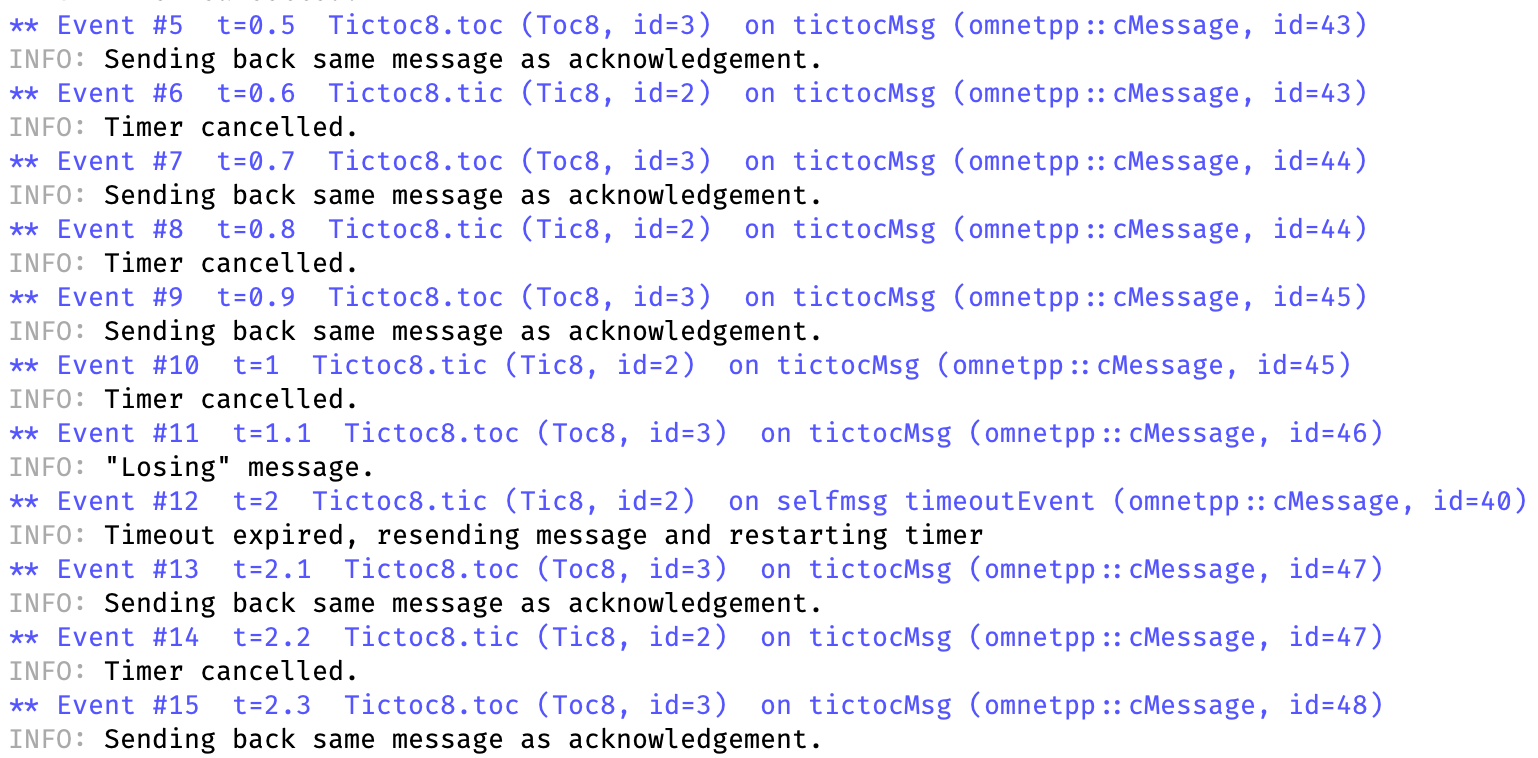 ** Event #5  t=0.5  Tictoc8.toc (Toc8, id=3)  on tictocMsg (omnetpp::cMessage, id=43)
INFO: Sending back same message as acknowledgement.
** Event #6  t=0.6  Tictoc8.tic (Tic8, id=2)  on tictocMsg (omnetpp::cMessage, id=43)
INFO: Timer cancelled.
** Event #7  t=0.7  Tictoc8.toc (Toc8, id=3)  on tictocMsg (omnetpp::cMessage, id=44)
INFO: Sending back same message as acknowledgement.
** Event #8  t=0.8  Tictoc8.tic (Tic8, id=2)  on tictocMsg (omnetpp::cMessage, id=44)
INFO: Timer cancelled.
** Event #9  t=0.9  Tictoc8.toc (Toc8, id=3)  on tictocMsg (omnetpp::cMessage, id=45)
INFO: Sending back same message as acknowledgement.
** Event #10  t=1  Tictoc8.tic (Tic8, id=2)  on tictocMsg (omnetpp::cMessage, id=45)
INFO: Timer cancelled.
** Event #11  t=1.1  Tictoc8.toc (Toc8, id=3)  on tictocMsg (omnetpp::cMessage, id=46)
INFO: "Losing" message.
** Event #12  t=2  Tictoc8.tic (Tic8, id=2)  on selfmsg timeoutEvent (omnetpp::cMessage, id=40)
INFO: Timeout expired, resending message and restarting timer
** Event #13  t=2.1  Tictoc8.toc (Toc8, id=3)  on tictocMsg (omnetpp::cMessage, id=47)
INFO: Sending back same message as acknowledgement.
** Event #14  t=2.2  Tictoc8.tic (Tic8, id=2)  on tictocMsg (omnetpp::cMessage, id=47)
INFO: Timer cancelled.
** Event #15  t=2.3  Tictoc8.toc (Toc8, id=3)  on tictocMsg (omnetpp::cMessage, id=48)
INFO: Sending back same message as acknowledgement.